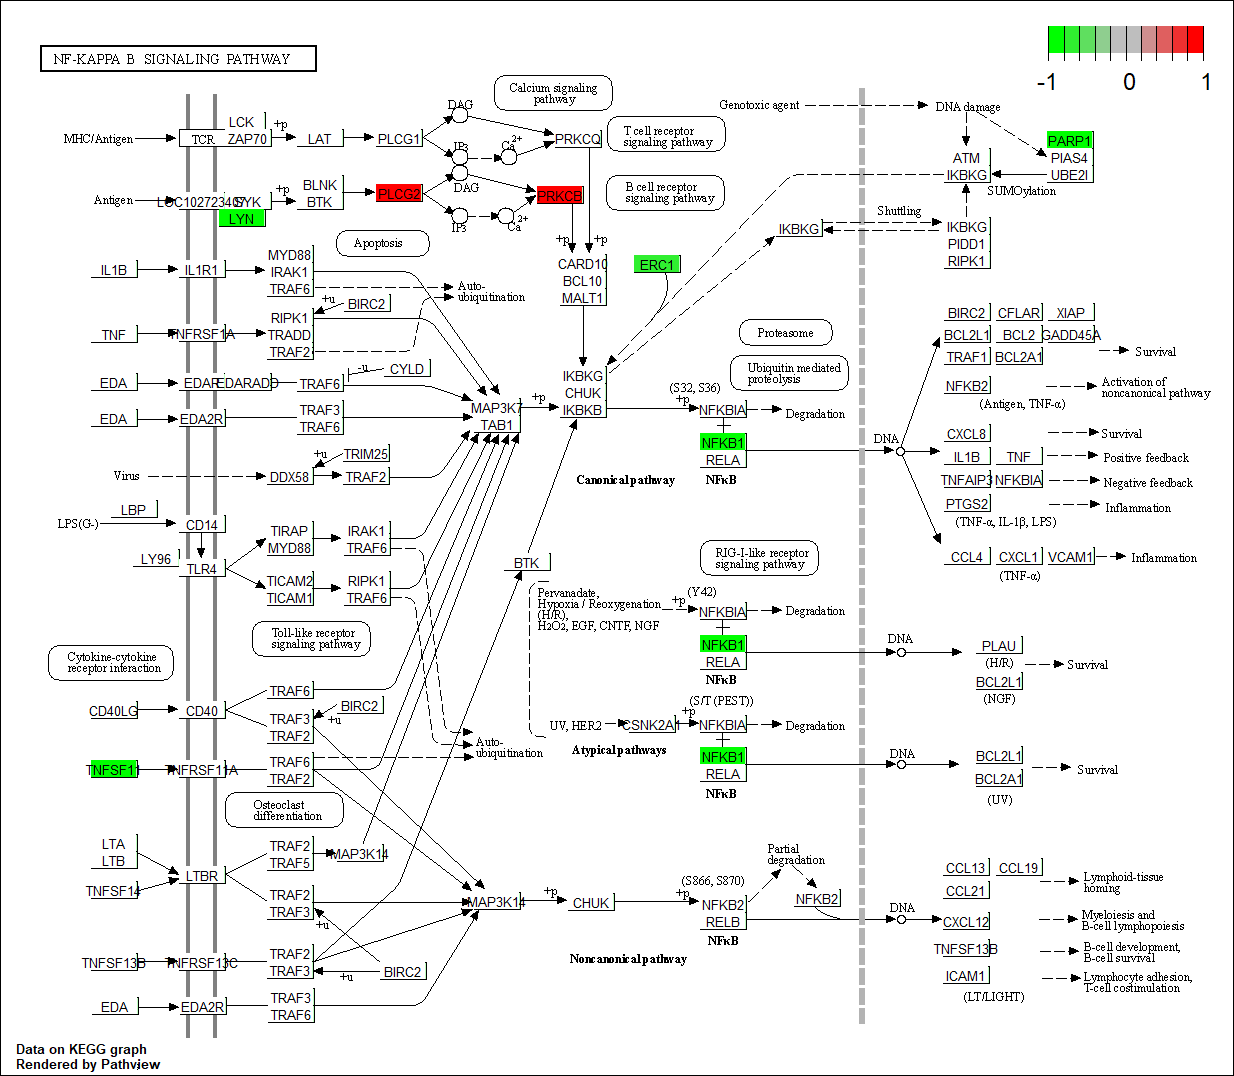 NF-KAPPA B SIGNALING PATHWAY
-1 0 1
Calcium signaling
pathway
T cell receptor
signaling pathway
B cell receptor
signaling pathway
Genotoxic agent
DNA damage
MHC/Antigen
TCR
LCK
ZAP70
+p
LAT
PLCG1
DAG
IP3
Ca2+
PRKCQ
ATM
IKBKG
PARP1
PIAS4
UBE2I
SUMOylation
Antigen
SYK
LYN
+p
BLNK
BTK
PLCG2
DAG
IP3
Ca2+
PRKCB
+p
+p
Shuttling
IKBKG
IKBKG
PIDD1
RIPK1
Apoptosis
IL1B
IL1R1
MYD88
IRAK1
TRAF6
Auto-
ubiquitination
CARD10
BCL10
MALT1
ERC1
TNF
TNFRSF1A
+u
BIRC2
RIPK1
TRADD
TRAF2
Proteasome
Ubiquitin mediated
proteolysis
BIRC2
CFLAR
XIAP
BCL2L1
BCL2
GADD45A
TRAF1
BCL2A1
Survival
EDA
EDAR
EDARADD
TRAF6
-u
CYLD
EDA
EDA2R
TRAF3
TRAF6
MAP3K7
TAB1
+p
IKBKG
CHUK
IKBKB
(S32, S36)
+p
NFKBIA
Degradation
NFKB1
RELA
NFκB
Canonical pathway
NFKB2
Activation of
noncanonical pathway
(Antigen, TNF-α)
DNA
CXCL8
Survival
IL1B
TNF
Positive feedback
TNFAIP3
NFKBIA
Negative feedback
PTGS2
Inflammation
(TNF-α, IL-1β, LPS)
CCL4
CXCL1
VCAM1
Inflammation
(TNF-α)
Virus
DDX58
+u
TRIM25
TRAF2
LPS(G-)
LBP
CD14
LY96
TLR4
TIRAP
MYD88
IRAK1
TRAF6
TICAM2
TICAM1
RIPK1
TRAF6
BTK
RIG-I-like receptor
signaling pathway
Pervanadate,
Hypoxia / Reoxygenation
(H/R),
H2O2, EGF, CNTF, NGF
+p
(Y42)
NFKBIA
Degradation
NFKB1
RELA
NFκB
DNA
PLAU
(H/R)
BCL2L1
(NGF)
Survival
Toll-like receptor
signaling pathway
Cytokine-cytokine
receptor interaction
CD40LG
CD40
TRAF6
TRAF3
TRAF2
BIRC2
+u
Auto-
ubiquitination
UV, HER2
CSNK2A1
+p
(S/T (PEST))
NFKBIA
Degradation
Atypical pathways
NFKB1
RELA
NFκB
DNA
BCL2L1
BCL2A1
(UV)
Survival
TNFSF11
TNFRSF11A
TRAF6
TRAF2
Osteoclast
differentiation
LTA
LTB
TNFSF14
LTBR
TRAF2
TRAF5
MAP3K14
TRAF2
TRAF3
+u
MAP3K14
+p
CHUK
(S866, S870)
+p
NFKB2
RELB
NFκB
Partial
degradation
NFKB2
DNA
Noncanonical pathway
CCL13
CCL19
CCL21
Lymphoid-tissue
homing
CXCL12
Myeloiesis and
B-cell lymphopoiesis
TNFSF13B
B-cell development,
B-cell survival
ICAM1
Lymphocyte adhesion,
T-cell costimulation
(LT/LIGHT)
TNFSF13B
TNFRSF13C
TRAF2
TRAF3
+u
BIRC2
EDA
EDA2R
TRAF3
TRAF6
Data on KEGG graph
Rendered by Pathview